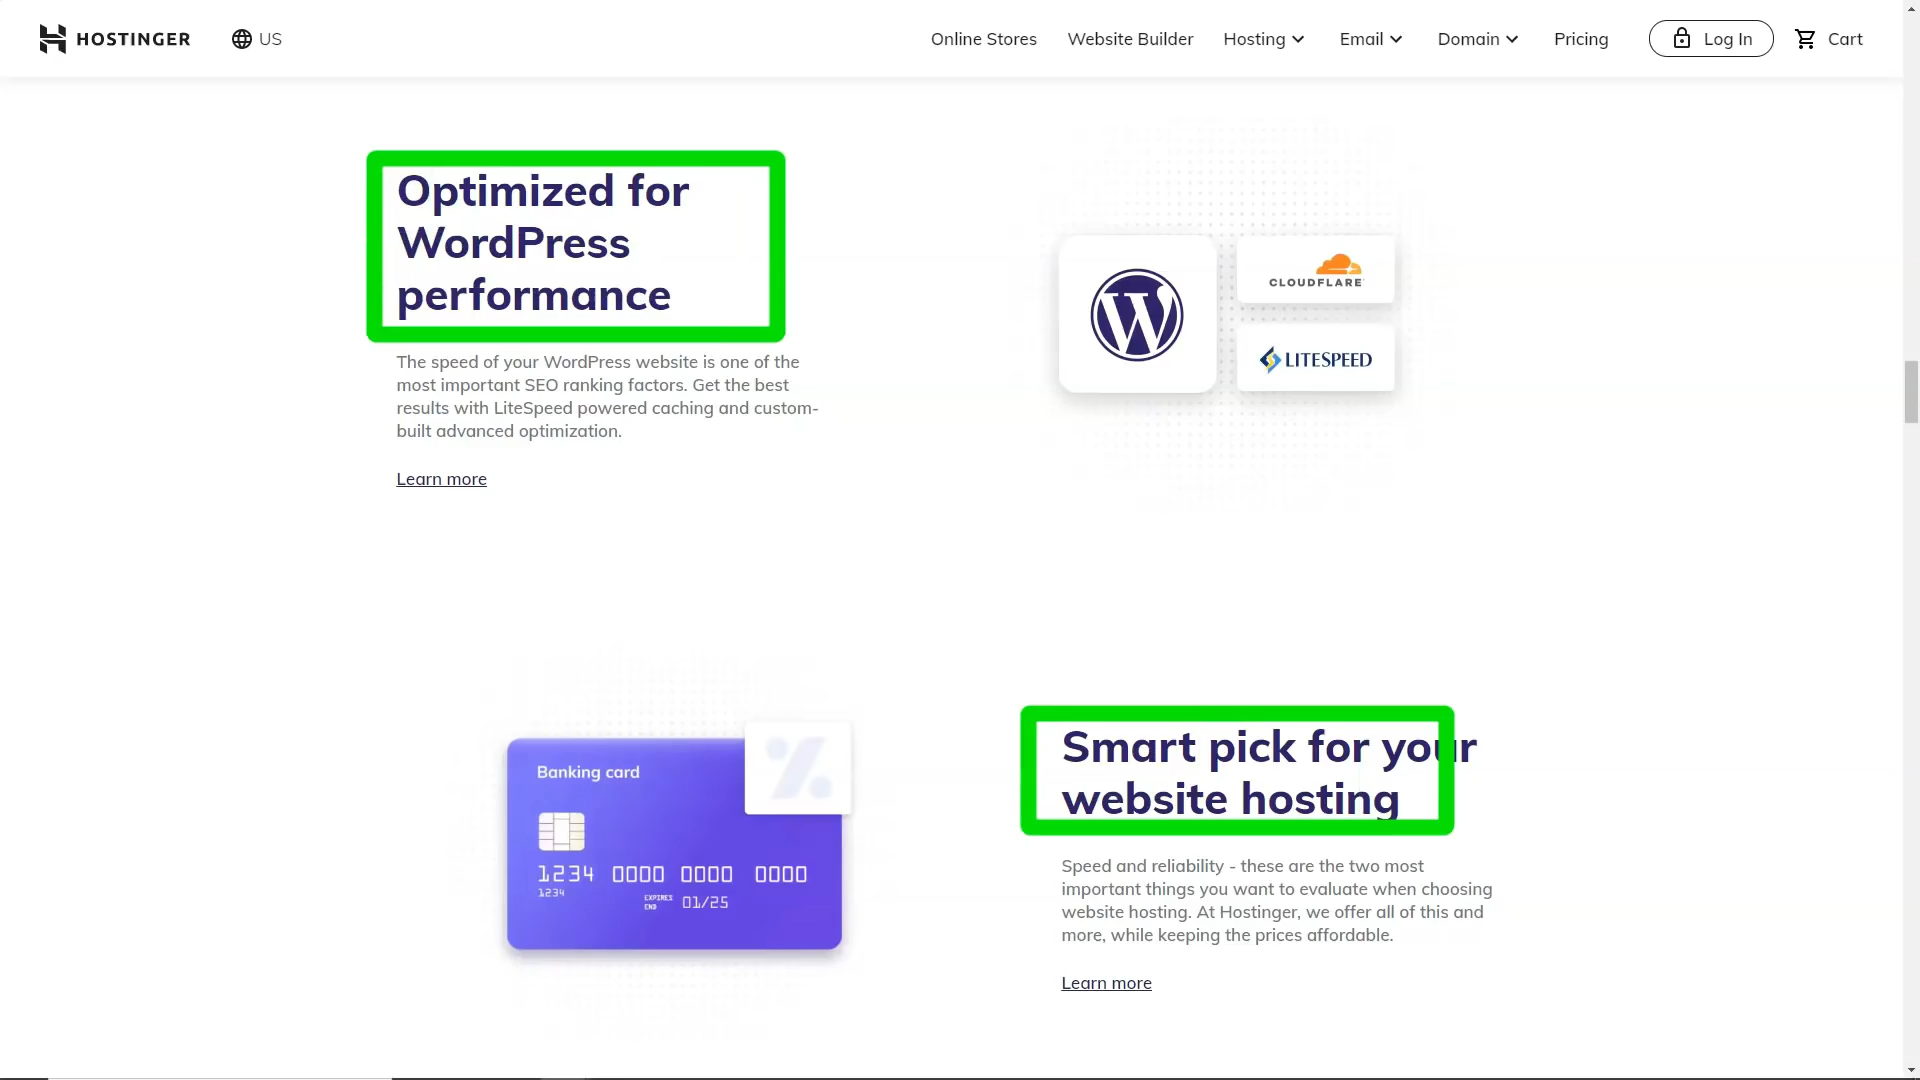 HOSTINGER
US
Online Stores
Website Builder
Hosting
Email
Domain
Pricing
Log In
Cart
Optimized for
WordPress
performance
The speed of your WordPress website is one of the
most important SEO ranking factors. Get the best
results with LiteSpeed powered caching and custom-
built advanced optimization.
Learn more
CLOUDFLARE
LITESPEED
Banking card
1234 0000 0000 0000
1234
EXPIRES
END
01/25
Smart pick for your
website hosting
Speed and reliability - these are the two most
important things you want to evaluate when choosing
website hosting. At Hostinger, we offer all of this and
more, while keeping the prices affordable.
Learn more